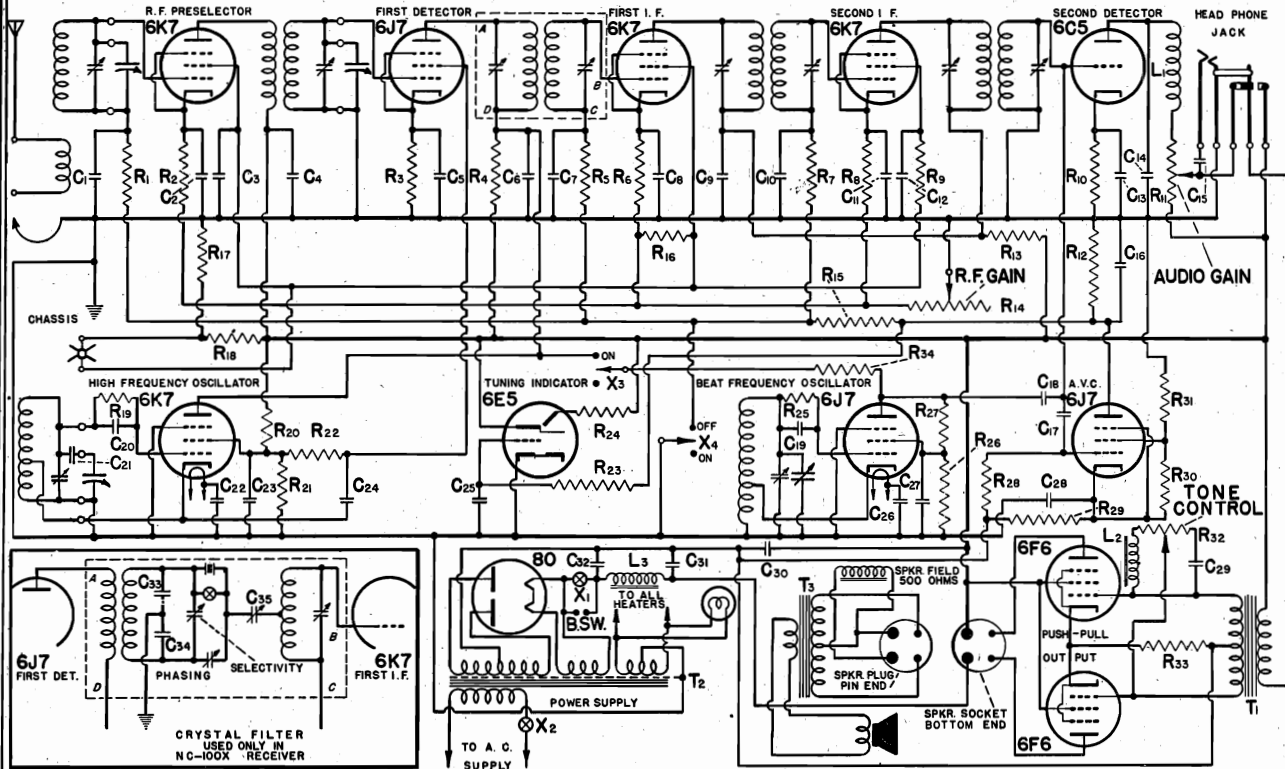 R.F. PRESELECTOR
6K7
FIRST DETECTOR
6J7
FIRST I.F.
6K7
SECOND I F.
6K7
SECOND DETECTOR
6C5
HEAD PHONE
JACK
A
D
B
C
L1
C1
R1
R2
C2
C3
C4
R3
C5
R4
C6
C7
R5
R6
C8
C9
C10
R7
R8
C11
R9
C12
R10
C14
C13
R11
C15
R17
R16
R13
R12
C16
R15
R.F. GAIN
R14
AUDIO GAIN
CHASSIS
R18
ON
X3
R34
HIGH FREQUENCY OSCILLATOR
6K7
TUNING INDICATOR
6E5
BEAT FREQUENCY OSCILLATOR
6J7
C18
A.V.C.
6J7
R19
C20
C21
R20
R22
R24
OFF
X4
ON
R25
C19
R27
R26
C17
R31
C22
C23
R21
C24
C25
R23
C26
C27
R28
C28
R29
R30
TONE
CONTROL
6J7
FIRST DET.
A
D
C33
C34
PHASING
SELECTIVITY
C35
B
C
6K7
FIRST I.F.
CRYSTAL FILTER
USED ONLY IN
NC-100X RECEIVER
80
C32
X1
B.SW.
L3
C31
TO ALL
HEATERS
C30
T2
POWER SUPPLY
X2
TO A. C.
SUPPLY
T3
SPKR. FIELD
500 OHMS
SPKR. PLUG
PIN END
SPKR. SOCKET
BOTTOM END
6F6
L2
R32
C29
PUSH-PULL
OUT PUT
R33
6F6
T1